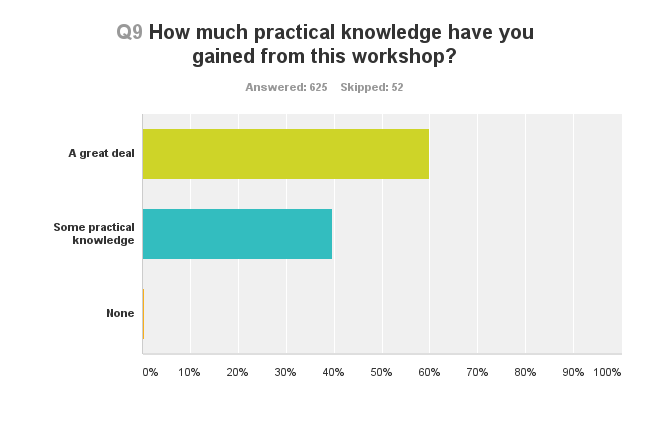 Q9 How much practical knowledge have you
gained from this workshop?
Answered: 625 Skipped: 52
A great deal
Some practical
knowledge
None
0% 10% 20% 30% 40% 50% 60% 70% 80% 90% 100%